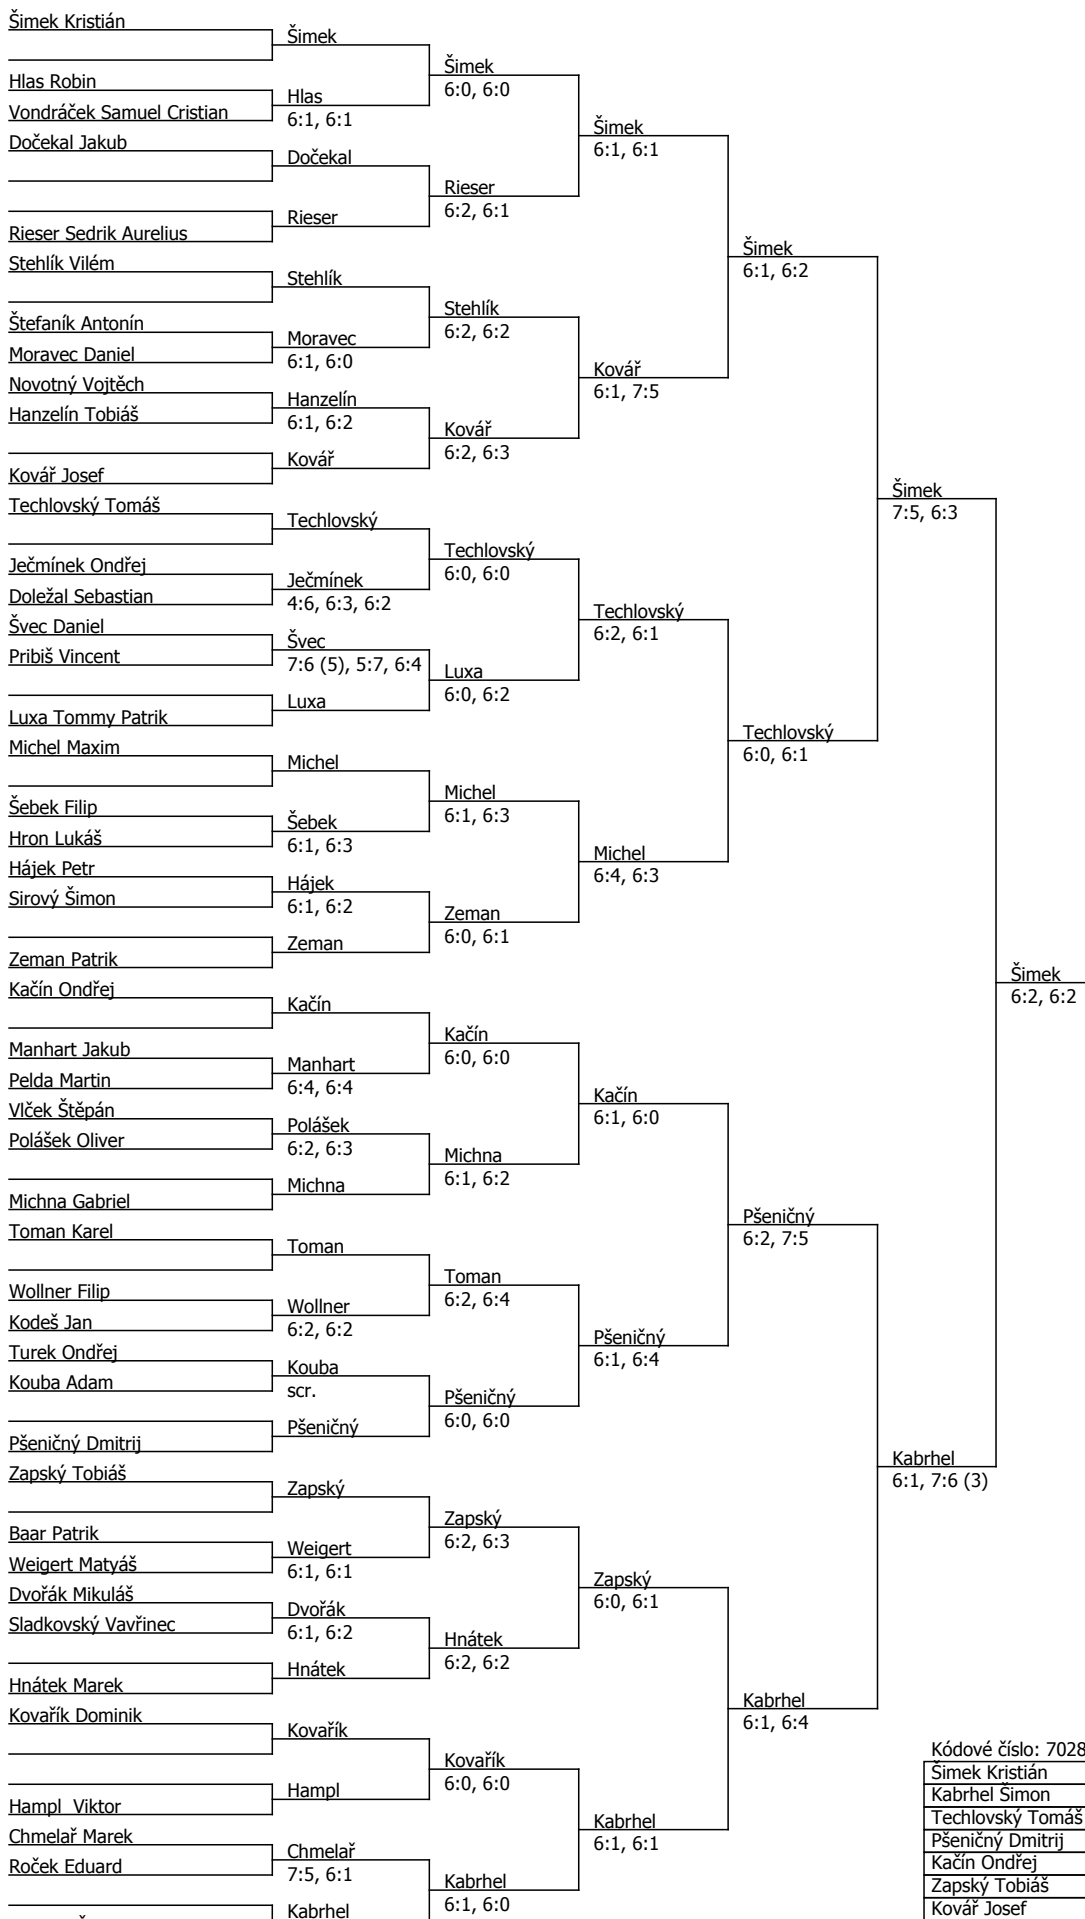 Šimek Kristián
Hlas Robin
Vondráček Samuel Cristian
Dočekal Jakub
Rieser Sedrik Aurelius
Stehlík Vilém
Štefaník Antonín
Moravec Daniel
Novotný Vojtěch
Hanzelín Tobiáš
Kovář Josef
Techlovský Tomáš
Ječmínek Ondřej
Doležal Sebastian
Švec Daniel
Pribiš Vincent
Luxa Tommy Patrik
Michel Maxim
Šebek Filip
Hron Lukáš
Hájek Petr
Sirový Šimon
Zeman Patrik
Kačín Ondřej
Manhart Jakub
Pelda Martin
Vlček Štěpán
Polášek Oliver
Michna Gabriel
Toman Karel
Wollner Filip
Kodeš Jan
Turek Ondřej
Kouba Adam
Pšeničný Dmitrij
Zapský Tobiáš
Baar Patrik
Weigert Matyáš
Dvořák Mikuláš
Sladkovský Vavřinec
Hnátek Marek
Kovařík Dominik
Hampl  Viktor
Chmelař Marek
Roček Eduard
Šimek
Hlas
6:1, 6:1
Dočekal
Rieser
Stehlík
Moravec
6:1, 6:0
Hanzelín
6:1, 6:2
Kovář
Techlovský
Ječmínek
4:6, 6:3, 6:2
Švec
7:6 (5), 5:7, 6:4
Luxa
Michel
Šebek
6:1, 6:3
Hájek
6:1, 6:2
Zeman
Kačín
Manhart
6:4, 6:4
Polášek
6:2, 6:3
Michna
Toman
Wollner
6:2, 6:2
Kouba
scr.
Pšeničný
Zapský
Weigert
6:1, 6:1
Dvořák
6:1, 6:2
Hnátek
Kovařík
Hampl
Chmelař
7:5, 6:1
Kabrhel
Šimek
6:0, 6:0
Rieser
6:2, 6:1
Stehlík
6:2, 6:2
Kovář
6:2, 6:3
Techlovský
6:0, 6:0
Luxa
6:0, 6:2
Michel
6:1, 6:3
Zeman
6:0, 6:1
Kačín
6:0, 6:0
Michna
6:1, 6:2
Toman
6:2, 6:4
Pšeničný
6:0, 6:0
Zapský
6:2, 6:3
Hnátek
6:2, 6:2
Kovařík
6:0, 6:0
Kabrhel
6:1, 6:0
Šimek
6:1, 6:1
Kovář
6:1, 7:5
Techlovský
6:2, 6:1
Michel
6:4, 6:3
Kačín
6:1, 6:0
Pšeničný
6:1, 6:4
Zapský
6:0, 6:1
Kabrhel
6:1, 6:1
Šimek
6:1, 6:2
Techlovský
6:0, 6:1
Pšeničný
6:2, 7:5
Kabrhel
6:1, 6:4
Šimek
7:5, 6:3
Kabrhel
6:1, 7:6 (3)
Šimek
6:2, 6:2
Kódové číslo: 7028
Šimek Kristián
Kabrhel Šimon
Techlovský Tomáš
Pšeničný Dmitrij
Kačín Ondřej
Zapský Tobiáš
Kovář Josef